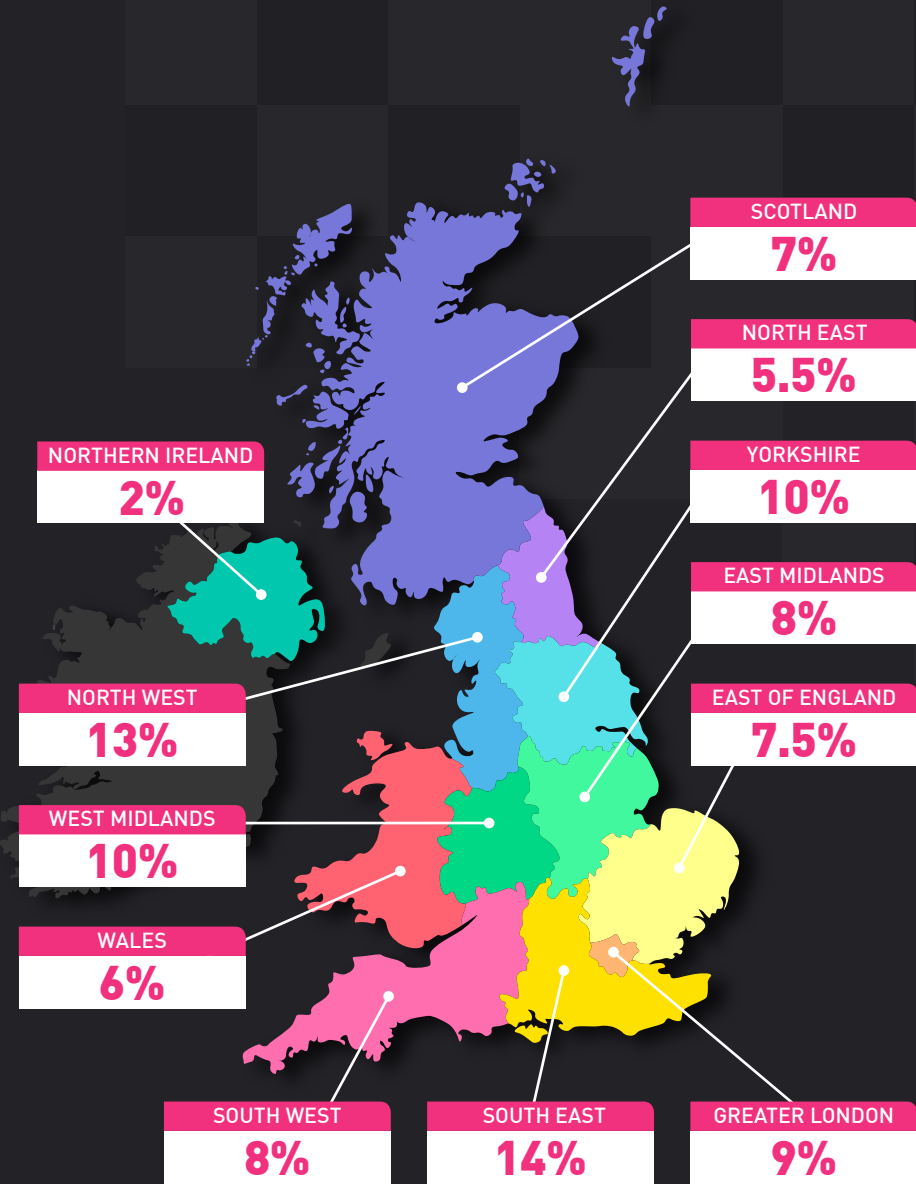 SCOTLAND
7%
NORTH EAST
5.5%
NORTHERN IRELAND
2%
YORKSHIRE
10%
EAST MIDLANDS
8%
NORTH WEST
13%
EAST OF ENGLAND
7.5%
WEST MIDLANDS
10%
WALES
6%
SOUTH WEST
8%
SOUTH EAST
14%
GREATER LONDON
9%